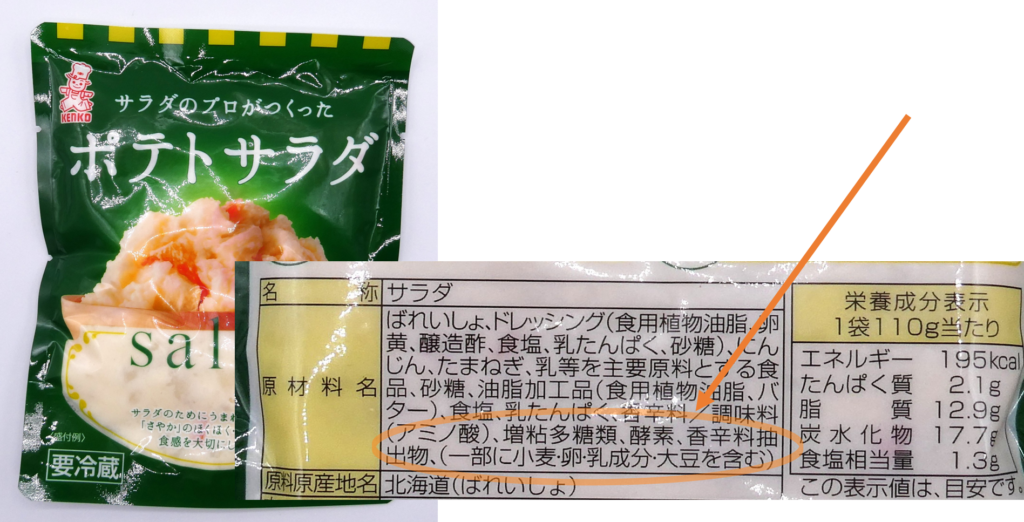 KENKO
サラダのプロがつくった
ポテトサラダ
sal
サラダのために
「さやか」のほくほく
食感を大切に
盛付例〉
要冷蔵
名 称 サラダ
原材料名
ばれいしょ、ドレッシング(食用植物油脂、卵
黄、醸造酢、食塩、乳たんぱく、砂糖)、にん
じん、たまねぎ、乳等を主要原料とする食
品、砂糖、油脂加工品(食用植物油脂、バ
ター)、食塩、乳たんぱく、香辛料/調味料
(アミノ酸)、増粘多糖類、酵素、香辛料抽
出物、(一部に小麦・卵・乳成分・大豆を含む)
原料原産地名 北海道(ばれいしょ)
栄養成分表示
1袋110g当たり
エネルギー 195kcal
たんぱく質 2.1g
脂 質 12.9g
炭水化物 17.7g
食塩相当量 1.3g
この表示値は、目安です。